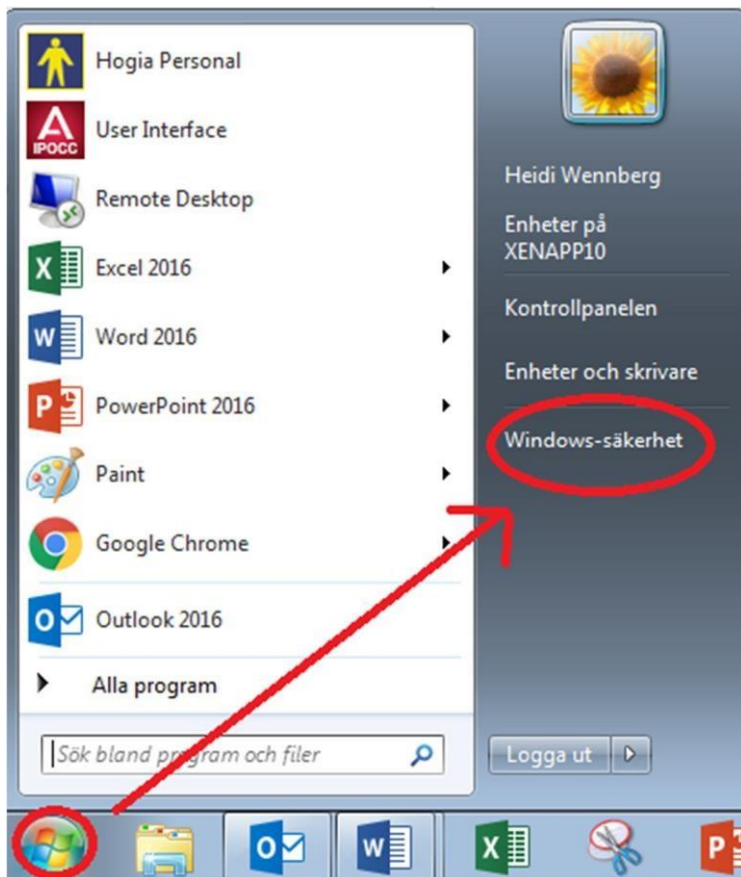 Hogia Personal
IPOCC
User Interface
Remote Desktop
Excel 2016
Word 2016
PowerPoint 2016
Paint
Google Chrome
Outlook 2016
Alla program
Sök bland program och filer
Heidi Wennberg
Enheter på
XENAPP10
Kontrollpanelen
Enheter och skrivare
Windows-säkerhet
Logga ut